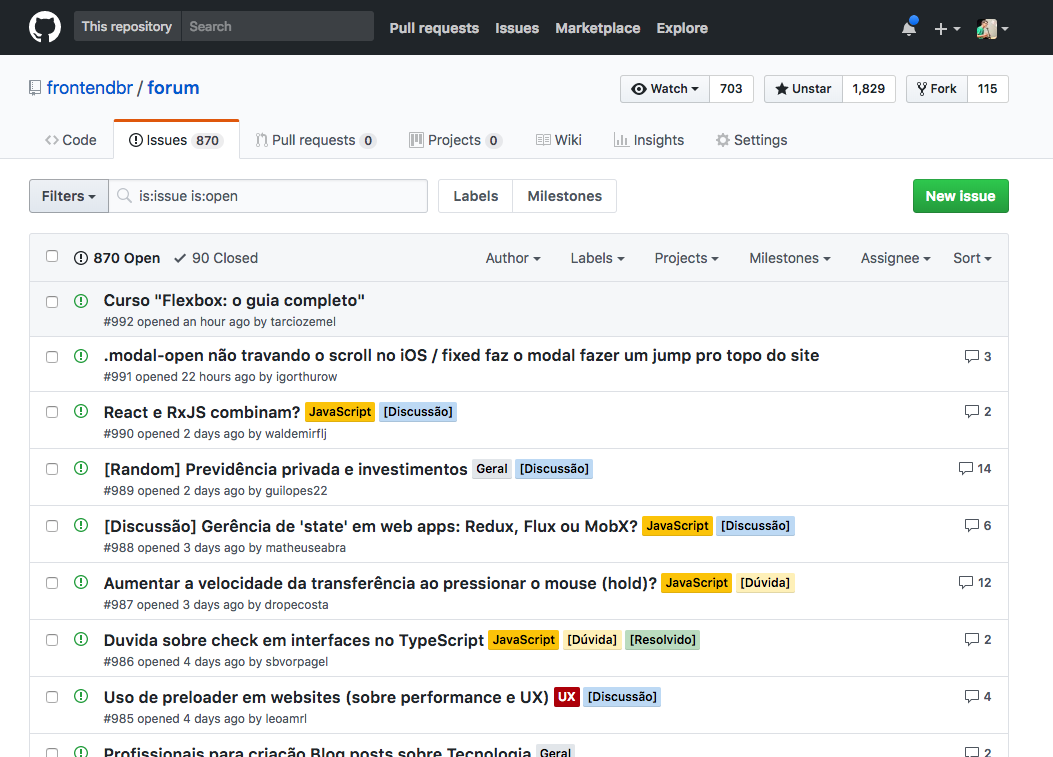 This repository Search Pull requests Issues Marketplace Explore
frontendbr / forum Watch 703 Unstar 1,829 Fork 115
Code Issues 870 Pull requests 0 Projects 0 Wiki Insights Settings
Filters is:issue is:open Labels Milestones New issue
870 Open 90 Closed Author Labels Projects Milestones Assignee Sort
Curso "Flexbox: o guia completo"
#992 opened an hour ago by tarciozemel
.modal-open não travando o scroll no iOS / fixed faz o modal fazer um jump pro topo do site 3
#991 opened 22 hours ago by igorthurow
React e RxJS combinam? JavaScript [Discussão] 2
#990 opened 2 days ago by waldemirflj
[Random] Previdência privada e investimentos Geral [Discussão] 14
#989 opened 2 days ago by guilopes22
[Discussão] Gerência de 'state' em web apps: Redux, Flux ou MobX? JavaScript [Discussão] 6
#988 opened 3 days ago by matheuseabra
Aumentar a velocidade da transferência ao pressionar o mouse (hold)? JavaScript [Dúvida] 12
#987 opened 3 days ago by dropecosta
Duvida sobre check em interfaces no TypeScript JavaScript [Dúvida] [Resolvido] 2
#986 opened 4 days ago by sbvorpagel
Uso de preloader em websites (sobre performance e UX) UX [Discussão] 4
#985 opened 4 days ago by leoamrl
Profissionais para criação Blog posts sobre Tecnologia Geral 2